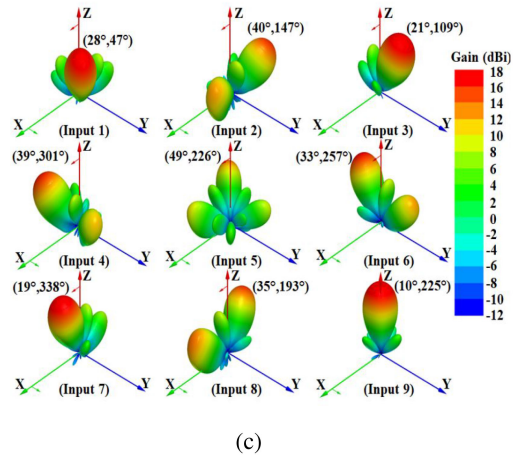 Z Z Z
(28°,47°) (40°,147°) (21°,109°)
Gain (dBi)
X Y X Y X Y
(Input 1) (Input 2) (Input 3)
18
16
14
12
10
8
6
4
2
0
-2
-4
-6
-8
-10
-12
(39°,301°) Z (49°,226°) Z (33°,257°) Z
X Y X Y X Y
(Input 4) (Input 5) (Input 6)
(19°,338°) Z (35°,193°) Z (10°,225°) Z
X Y X Y X Y
(Input 7) (Input 8) (Input 9)
(c)